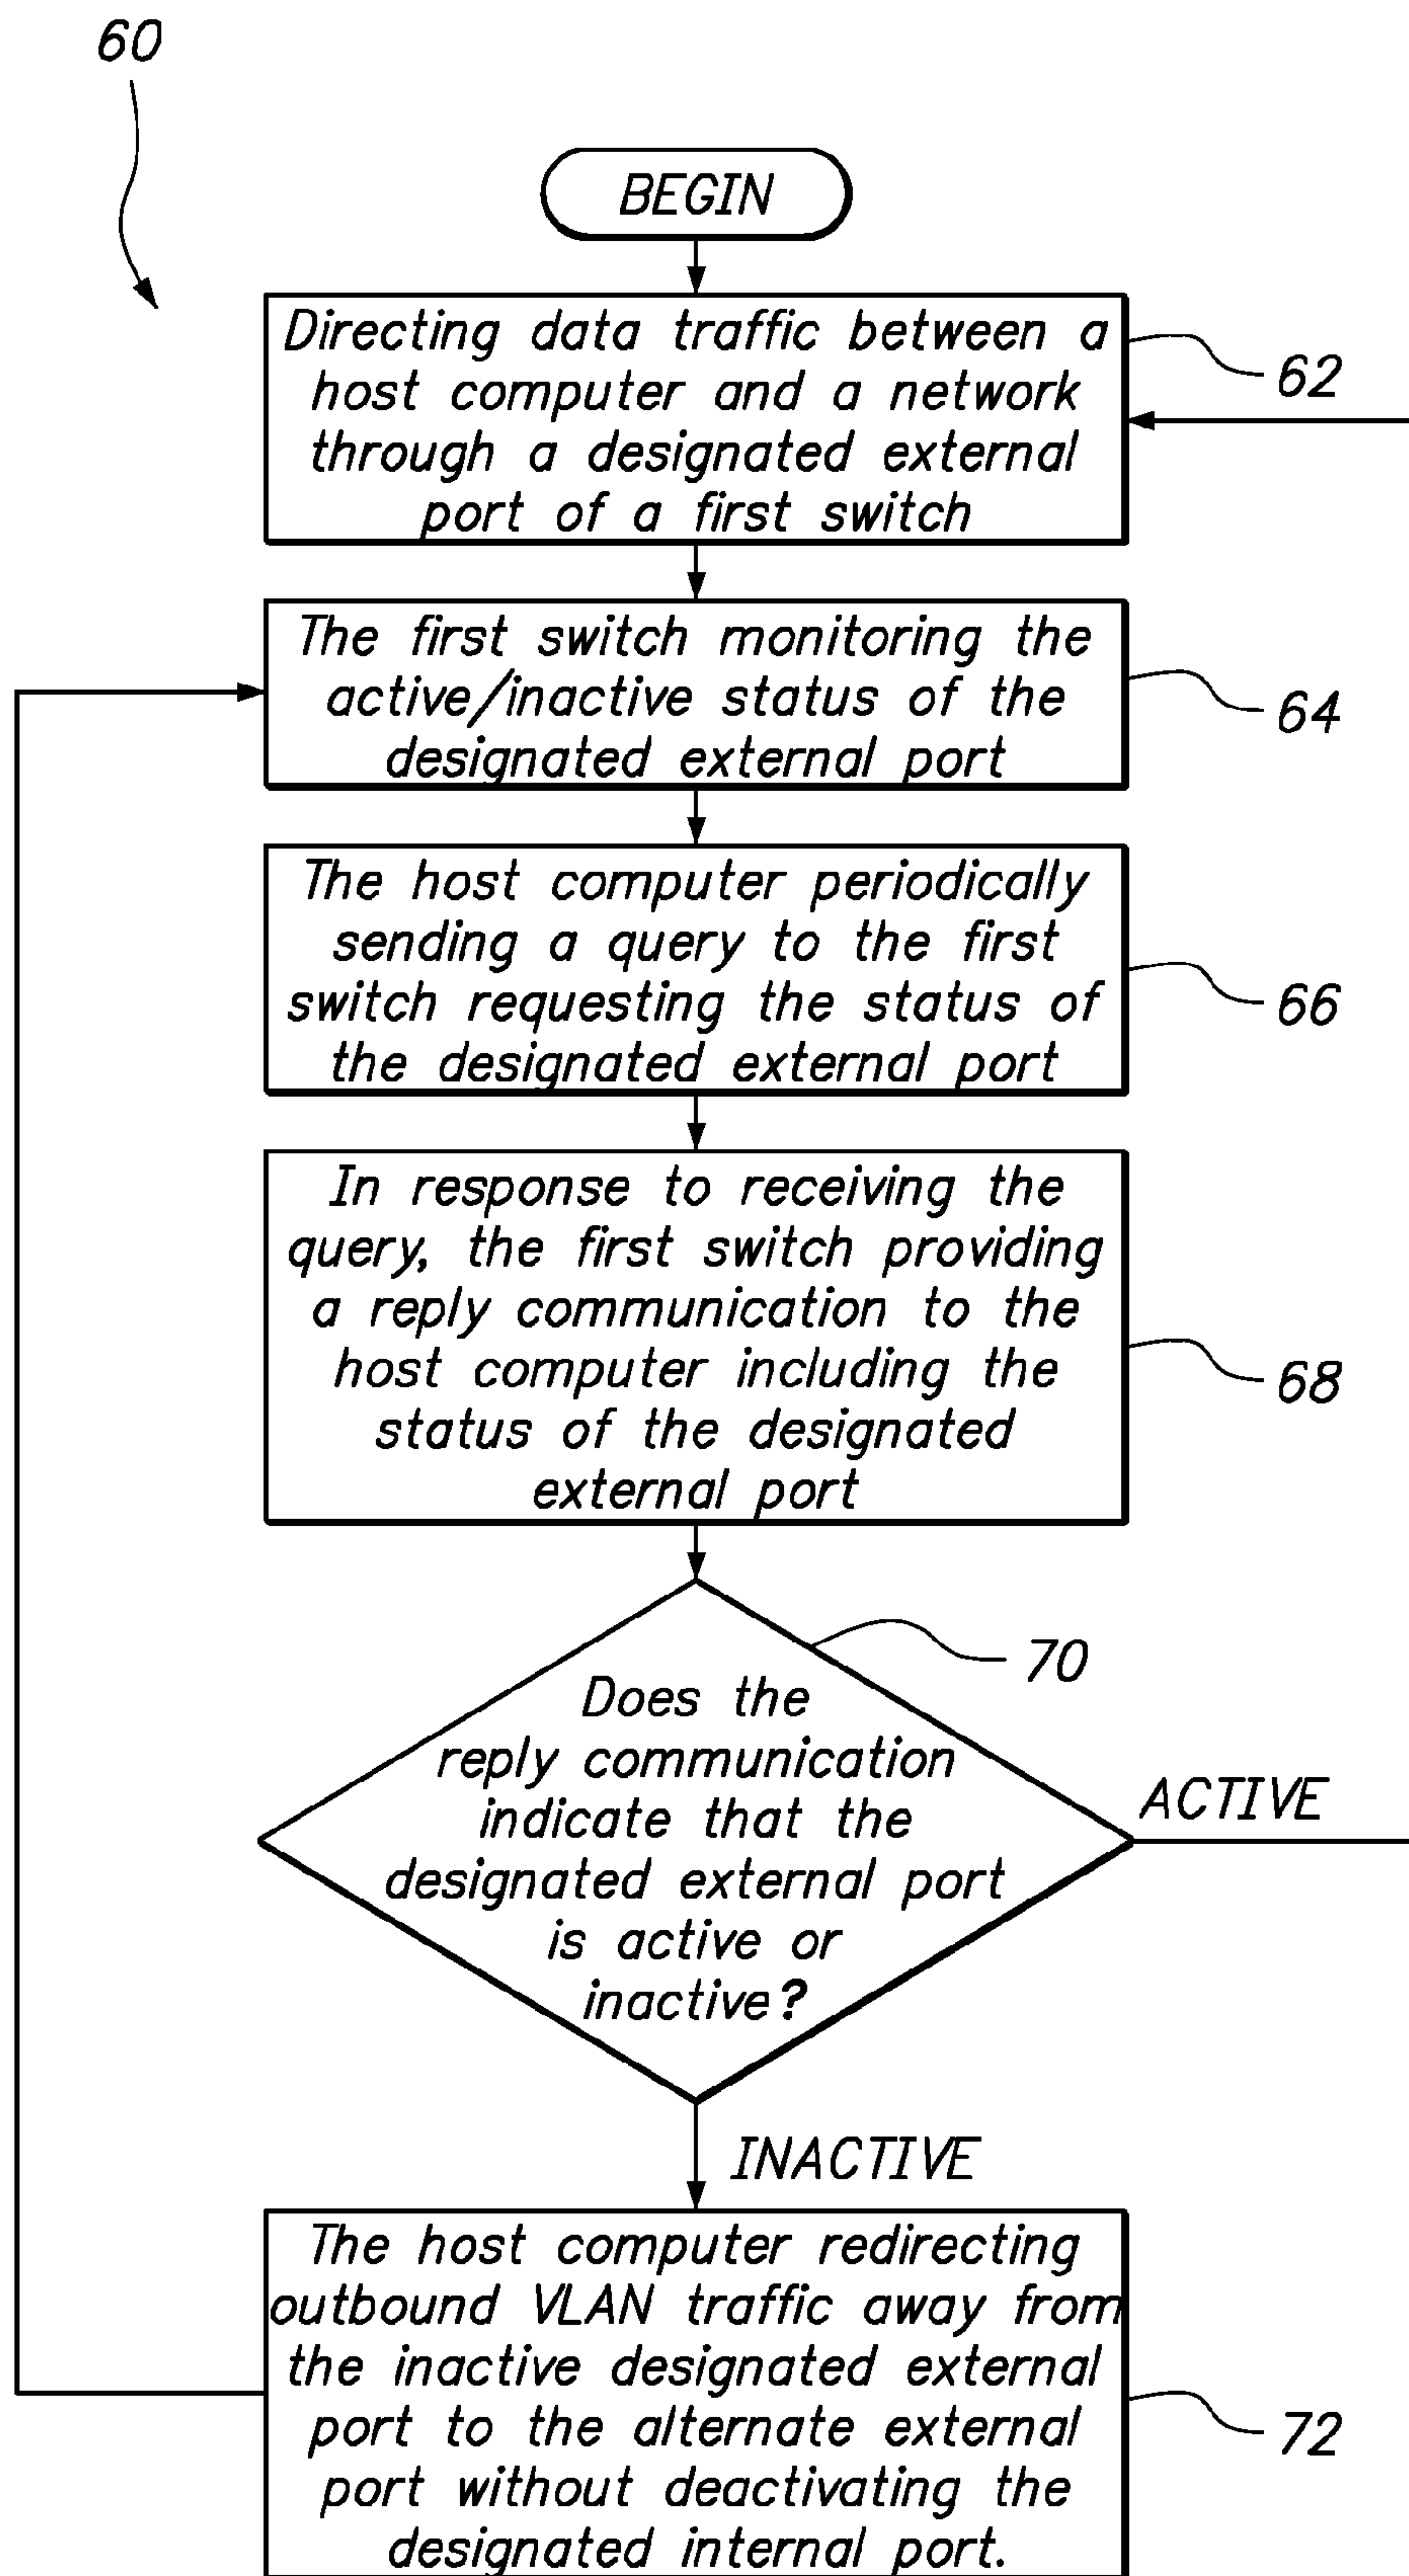 60
BEGIN
Directing data traffic between a
host computer and a network
through a designated external
port of a first switch
62
The first switch monitoring the
active/inactive status of the
designated external port
64
The host computer periodically
sending a query to the first
switch requesting the status of
the designated external port
66
In response to receiving the
query, the first switch providing
a reply communication to the
host computer including the
status of the designated
external port
68
70
Does the
reply communication
indicate that the
designated external port
is active or
inactive?
ACTIVE
INACTIVE
The host computer redirecting
outbound VLAN traffic away from
the inactive designated external
port to the alternate external
port without deactivating the
designated internal port.
72